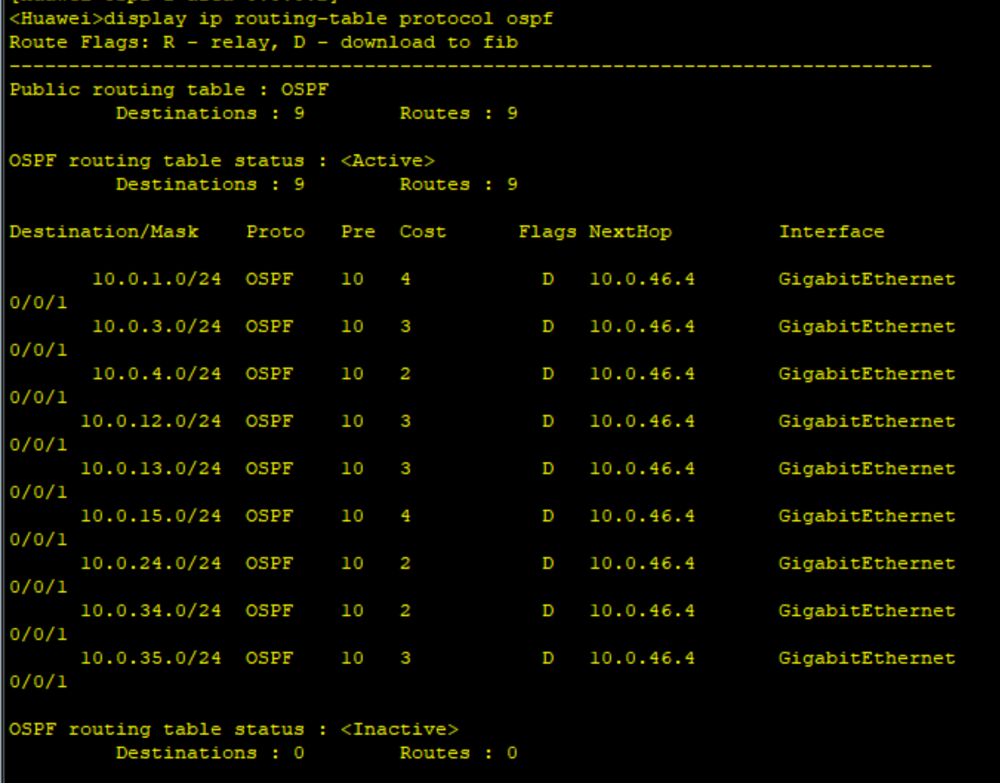 <Huawei>display ip routing-table protocol ospf
Route Flags: R - relay, D - download to fib
------------------------------------------------------------------------------
Public routing table : OSPF
         Destinations : 9        Routes : 9

OSPF routing table status : <Active>
         Destinations : 9        Routes : 9

Destination/Mask    Proto   Pre  Cost      Flags NextHop         Interface

       10.0.1.0/24  OSPF    10   4           D   10.0.46.4       GigabitEthernet
0/0/1
       10.0.3.0/24  OSPF    10   3           D   10.0.46.4       GigabitEthernet
0/0/1
       10.0.4.0/24  OSPF    10   2           D   10.0.46.4       GigabitEthernet
0/0/1
      10.0.12.0/24  OSPF    10   3           D   10.0.46.4       GigabitEthernet
0/0/1
      10.0.13.0/24  OSPF    10   3           D   10.0.46.4       GigabitEthernet
0/0/1
      10.0.15.0/24  OSPF    10   4           D   10.0.46.4       GigabitEthernet
0/0/1
      10.0.24.0/24  OSPF    10   2           D   10.0.46.4       GigabitEthernet
0/0/1
      10.0.34.0/24  OSPF    10   2           D   10.0.46.4       GigabitEthernet
0/0/1
      10.0.35.0/24  OSPF    10   3           D   10.0.46.4       GigabitEthernet
0/0/1

OSPF routing table status : <Inactive>
         Destinations : 0        Routes : 0